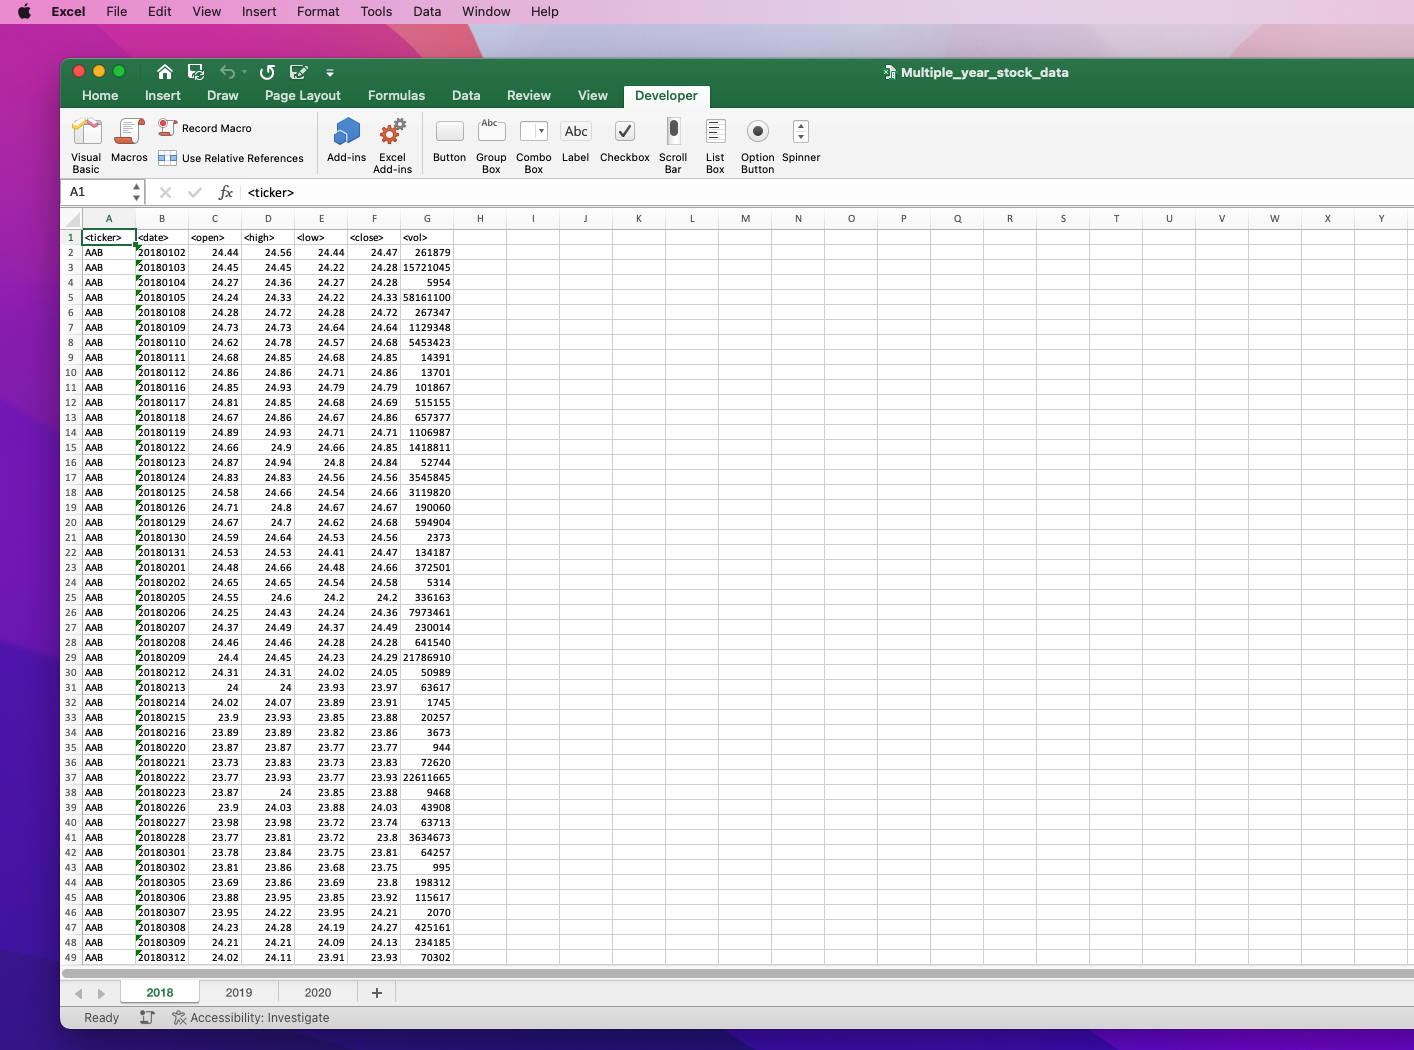 Excel File Edit View Insert Format Tools Data Window Help
Multiple_year_stock_data
Home Insert Draw Page Layout Formulas Data Review View Developer
Visual Basic
Macros
Record Macro
Use Relative References
Add-ins
Excel Add-ins
Button
Abc
Group Box
Combo Box
Abc
Label
Checkbox
Scroll Bar
List Box
Option Button
Spinner
A1 fx <ticker>
A B C D E F G H I J K L M N O P Q R S T U V W X Y
1 <ticker> <date> <open> <high> <low> <close> <vol>
2 AAB 20180102 24.44 24.56 24.44 24.47 261879
3 AAB 20180103 24.45 24.45 24.22 24.28 15721045
4 AAB 20180104 24.27 24.36 24.27 24.28 5954
5 AAB 20180105 24.24 24.33 24.22 24.33 58161100
6 AAB 20180108 24.28 24.72 24.28 24.72 267347
7 AAB 20180109 24.73 24.73 24.64 24.64 1129348
8 AAB 20180110 24.62 24.78 24.57 24.68 5453423
9 AAB 20180111 24.68 24.85 24.68 24.85 14391
10 AAB 20180112 24.86 24.86 24.71 24.86 13701
11 AAB 20180116 24.85 24.93 24.79 24.79 101867
12 AAB 20180117 24.81 24.85 24.68 24.69 515155
13 AAB 20180118 24.67 24.86 24.67 24.86 657377
14 AAB 20180119 24.89 24.93 24.71 24.71 1106987
15 AAB 20180122 24.66 24.9 24.66 24.85 1418811
16 AAB 20180123 24.87 24.94 24.8 24.84 52744
17 AAB 20180124 24.83 24.83 24.56 24.56 3545845
18 AAB 20180125 24.58 24.66 24.54 24.66 3119820
19 AAB 20180126 24.71 24.8 24.67 24.67 190060
20 AAB 20180129 24.67 24.7 24.62 24.68 594904
21 AAB 20180130 24.59 24.64 24.53 24.56 2373
22 AAB 20180131 24.53 24.53 24.41 24.47 134187
23 AAB 20180201 24.48 24.66 24.48 24.66 372501
24 AAB 20180202 24.65 24.65 24.54 24.58 5314
25 AAB 20180205 24.55 24.6 24.2 24.2 336163
26 AAB 20180206 24.25 24.43 24.24 24.36 7973461
27 AAB 20180207 24.37 24.49 24.37 24.49 230014
28 AAB 20180208 24.46 24.46 24.28 24.28 641540
29 AAB 20180209 24.4 24.45 24.23 24.29 21786910
30 AAB 20180212 24.31 24.31 24.02 24.05 50989
31 AAB 20180213 24 24 23.93 23.97 63617
32 AAB 20180214 24.02 24.07 23.89 23.91 1745
33 AAB 20180215 23.9 23.93 23.85 23.88 20257
34 AAB 20180216 23.89 23.89 23.82 23.86 3673
35 AAB 20180220 23.87 23.87 23.77 23.77 944
36 AAB 20180221 23.73 23.83 23.73 23.83 72620
37 AAB 20180222 23.77 23.93 23.77 23.93 22611665
38 AAB 20180223 23.87 24 23.85 23.88 9468
39 AAB 20180226 23.9 24.03 23.88 24.03 43908
40 AAB 20180227 23.98 23.98 23.72 23.74 63713
41 AAB 20180228 23.77 23.81 23.72 23.8 3634673
42 AAB 20180301 23.78 23.84 23.75 23.81 64257
43 AAB 20180302 23.81 23.86 23.68 23.75 995
44 AAB 20180305 23.69 23.86 23.69 23.8 198312
45 AAB 20180306 23.88 23.95 23.85 23.92 115617
46 AAB 20180307 23.95 24.22 23.95 24.21 2070
47 AAB 20180308 24.23 24.28 24.19 24.27 425161
48 AAB 20180309 24.21 24.21 24.09 24.13 234185
49 AAB 20180312 24.02 24.11 23.91 23.93 70302
2018 2019 2020 +
Ready Accessibility: Investigate